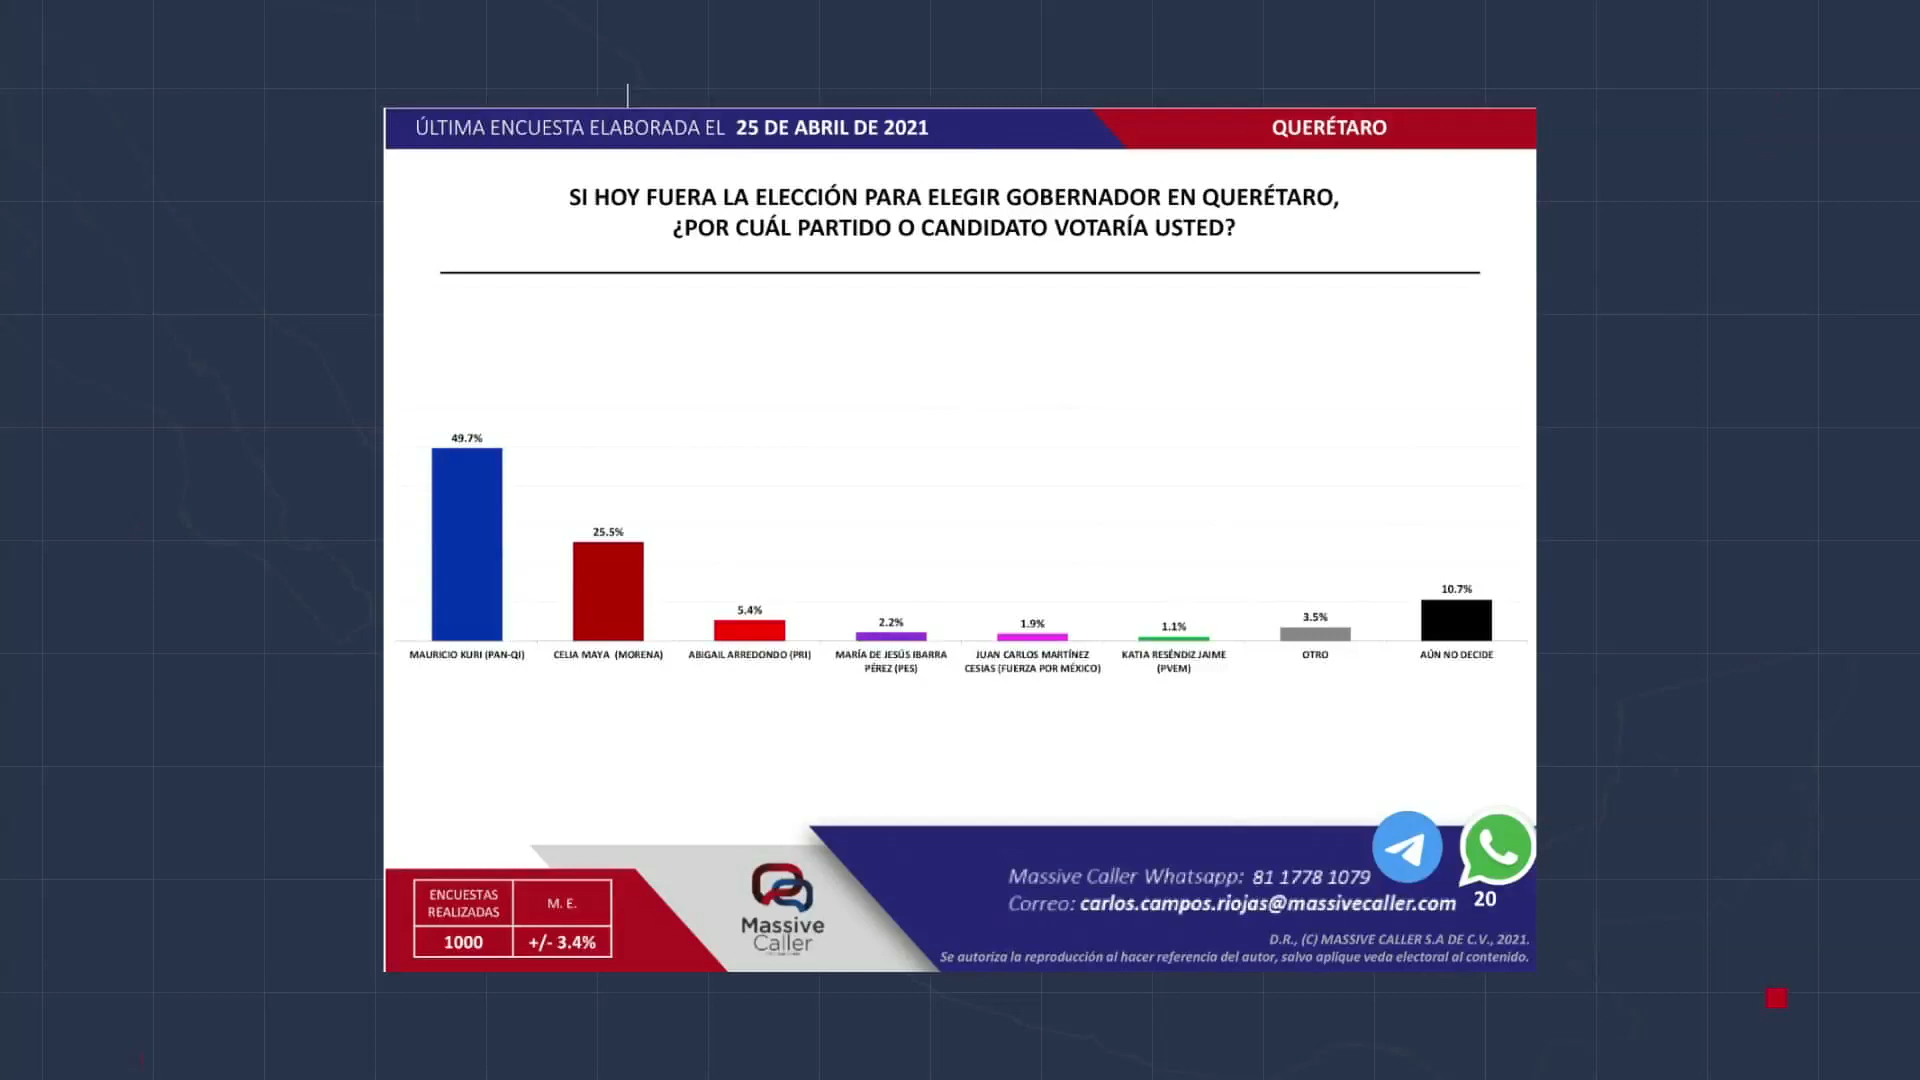 ÚLTIMA ENCUESTA ELABORADA EL 25 DE ABRIL DE 2021
QUERÉTARO
SI HOY FUERA LA ELECCIÓN PARA ELEGIR GOBERNADOR EN QUERÉTARO,
¿POR CUÁL PARTIDO O CANDIDATO VOTARÍA USTED?
49.7%
25.5%
5.4%
2.2%
1.9%
1.1%
3.5%
10.7%
MAURICIO KURI (PAN-QI)
CELIA MAYA (MORENA)
ABIGAIL ARREDONDO (PRI)
MARÍA DE JESÚS IBARRA
PÉREZ (PES)
JUAN CARLOS MARTÍNEZ
CESIAS (FUERZA POR MÉXICO)
KATIA RESÉNDIZ JAIME
(PVEM)
OTRO
AÚN NO DECIDE
ENCUESTAS
REALIZADAS
M. E.
1000
+/- 3.4%
Massive
Caller
Massive Caller Whatsapp: 81 1778 1079
Correo: carlos.campos.riojas@massivecaller.com
20
D.R., (C) MASSIVE CALLER S.A DE C.V., 2021.
Se autoriza la reproducción al hacer referencia del autor, salvo aplique veda electoral al contenido.